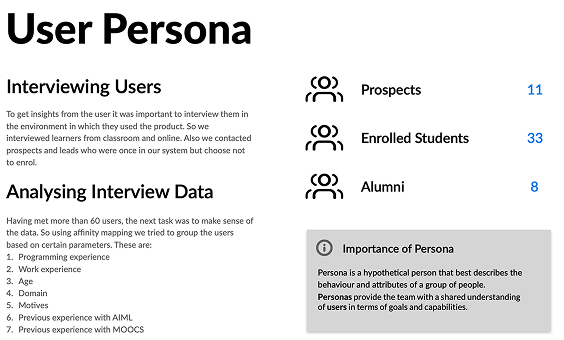 User Persona
Interviewing Users
To get insights from the user it was important to interview them in
the environment in which they used the product. So we
interviewed learners from classroom and online. Also we contacted
prospects and leads who were once in our system but choose not
to enrol.
Analysing Interview Data
Having met more than 60 users, the next task was to make sense of
the data. So using affinity mapping we tried to group the users
based on certain parameters. These are:
1. Programming experience
2. Work experience
3. Age
4. Domain
5. Motives
6. Previous experience with AIML
7. Previous experience with MOOCS
Prospects 11
Enrolled Students 33
Alumni 8
Importance of Persona
Persona is a hypothetical person that best describes the
behaviour and attributes of a group of people.
Personas provide the team with a shared understanding
of users in terms of goals and capabilities.